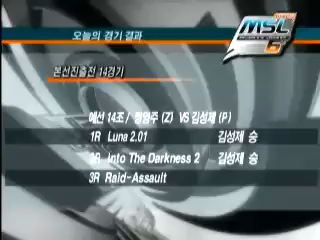 오늘의 경기 결과
MSL
6
본선진출전 14경기
예선 14조 / 장영주 (Z) VS 김성제 (P)
1R Luna 2.01 김성제 승
2R Into The Darkness 2 김성제 승
3R Raid-Assault